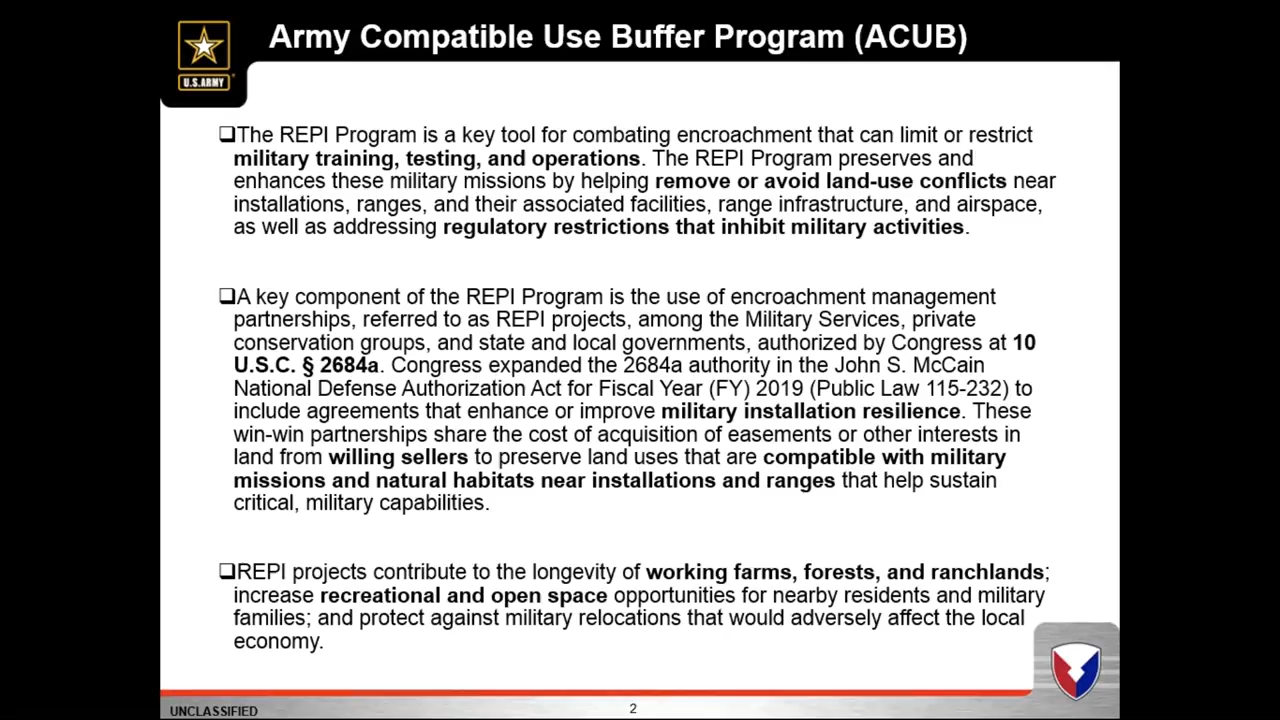 Army Compatible Use Buffer Program (ACUB)
U.S.ARMY
❑The REPI Program is a key tool for combating encroachment that can limit or restrict
military training, testing, and operations. The REPI Program preserves and
enhances these military missions by helping remove or avoid land-use conflicts near
installations, ranges, and their associated facilities, range infrastructure, and airspace,
as well as addressing regulatory restrictions that inhibit military activities.
❑A key component of the REPI Program is the use of encroachment management
partnerships, referred to as REPI projects, among the Military Services, private
conservation groups, and state and local governments, authorized by Congress at 10
U.S.C. § 2684a. Congress expanded the 2684a authority in the John S. McCain
National Defense Authorization Act for Fiscal Year (FY) 2019 (Public Law 115-232) to
include agreements that enhance or improve military installation resilience. These
win-win partnerships share the cost of acquisition of easements or other interests in
land from willing sellers to preserve land uses that are compatible with military
missions and natural habitats near installations and ranges that help sustain
critical, military capabilities.
❑REPI projects contribute to the longevity of working farms, forests, and ranchlands;
increase recreational and open space opportunities for nearby residents and military
families; and protect against military relocations that would adversely affect the local
economy.
UNCLASSIFIED
2